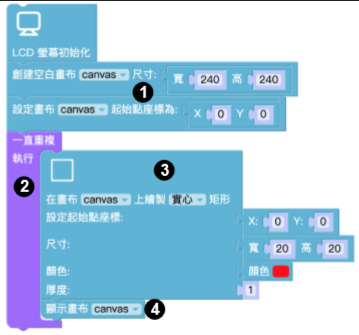 LCD 螢幕初始化
創建空白畫布 canvas 尺寸: 寬 240 高 240
1
設定畫布 canvas 起始點座標為: X 0 Y 0
一直重複
執行
2
3
在畫布 canvas 上繪製 實心 矩形
設定起始點座標: X: 0 Y: 0
尺寸: 寬 20 高 20
顏色: 顏色
厚度: 1
顯示畫布 canvas 4